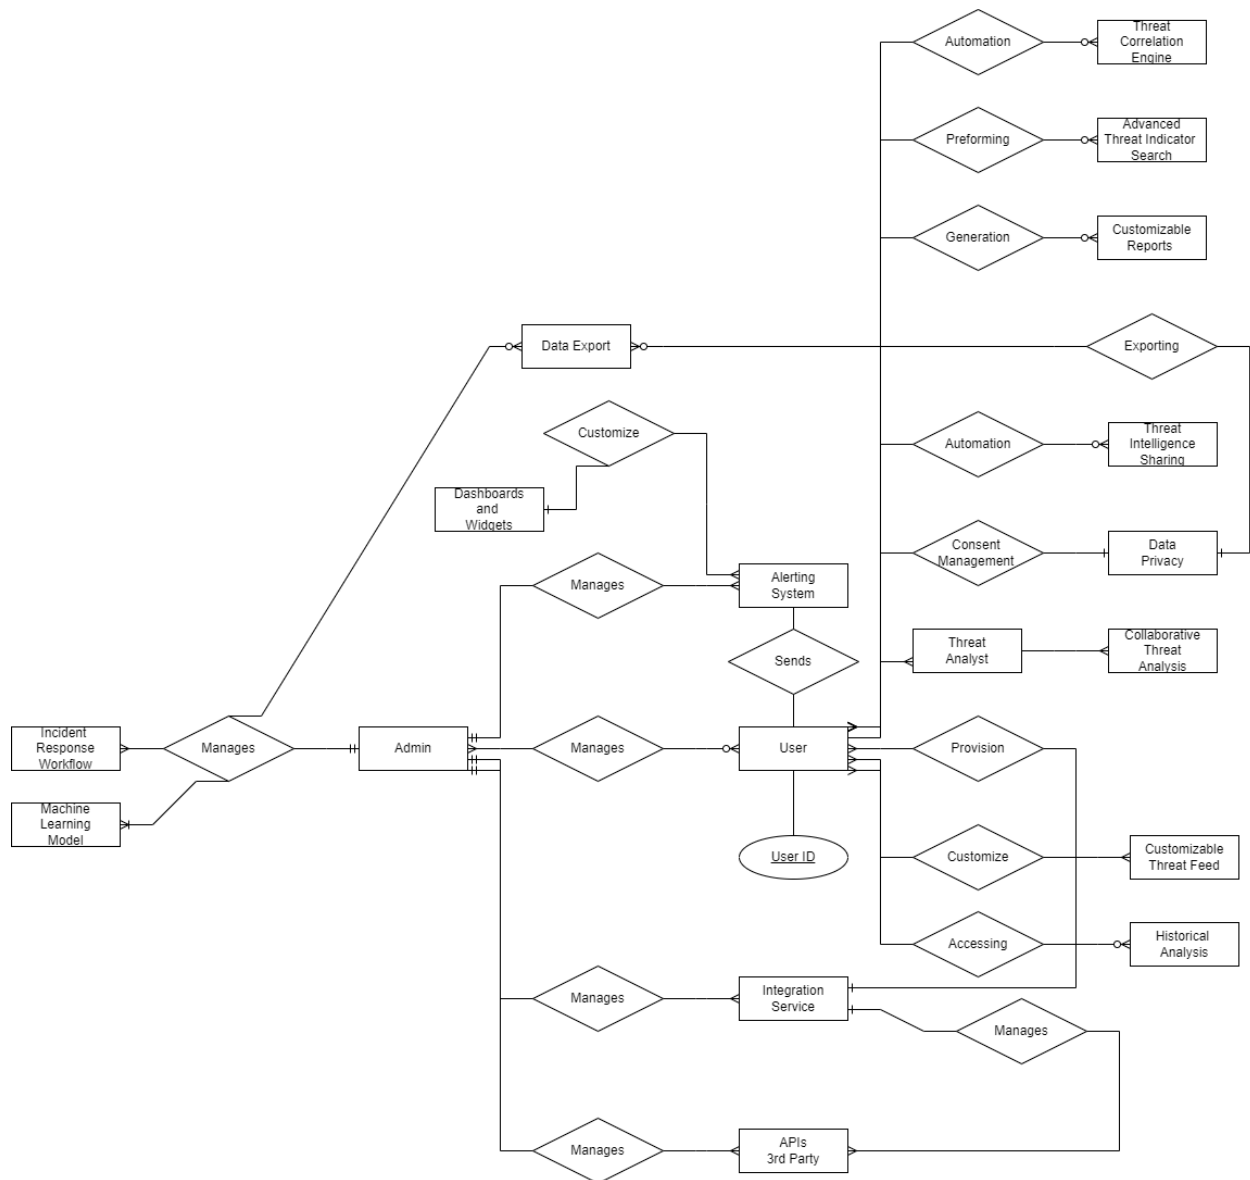 Automation
Threat
Correlation
Engine
Preforming
Advanced
Threat Indicator
Search
Generation
Customizable
Reports
Data Export
Exporting
Customize
Automation
Threat
Intelligence
Sharing
Dashboards
and
Widgets
Consent
Management
Data
Privacy
Manages
Alerting
System
Sends
Threat
Analyst
Collaborative
Threat
Analysis
Incident
Response
Workflow
Manages
Admin
Manages
User
Provision
Machine
Learning
Model
User ID
Customize
Customizable
Threat Feed
Accessing
Historical
Analysis
Manages
Integration
Service
Manages
Manages
APIs
3rd Party